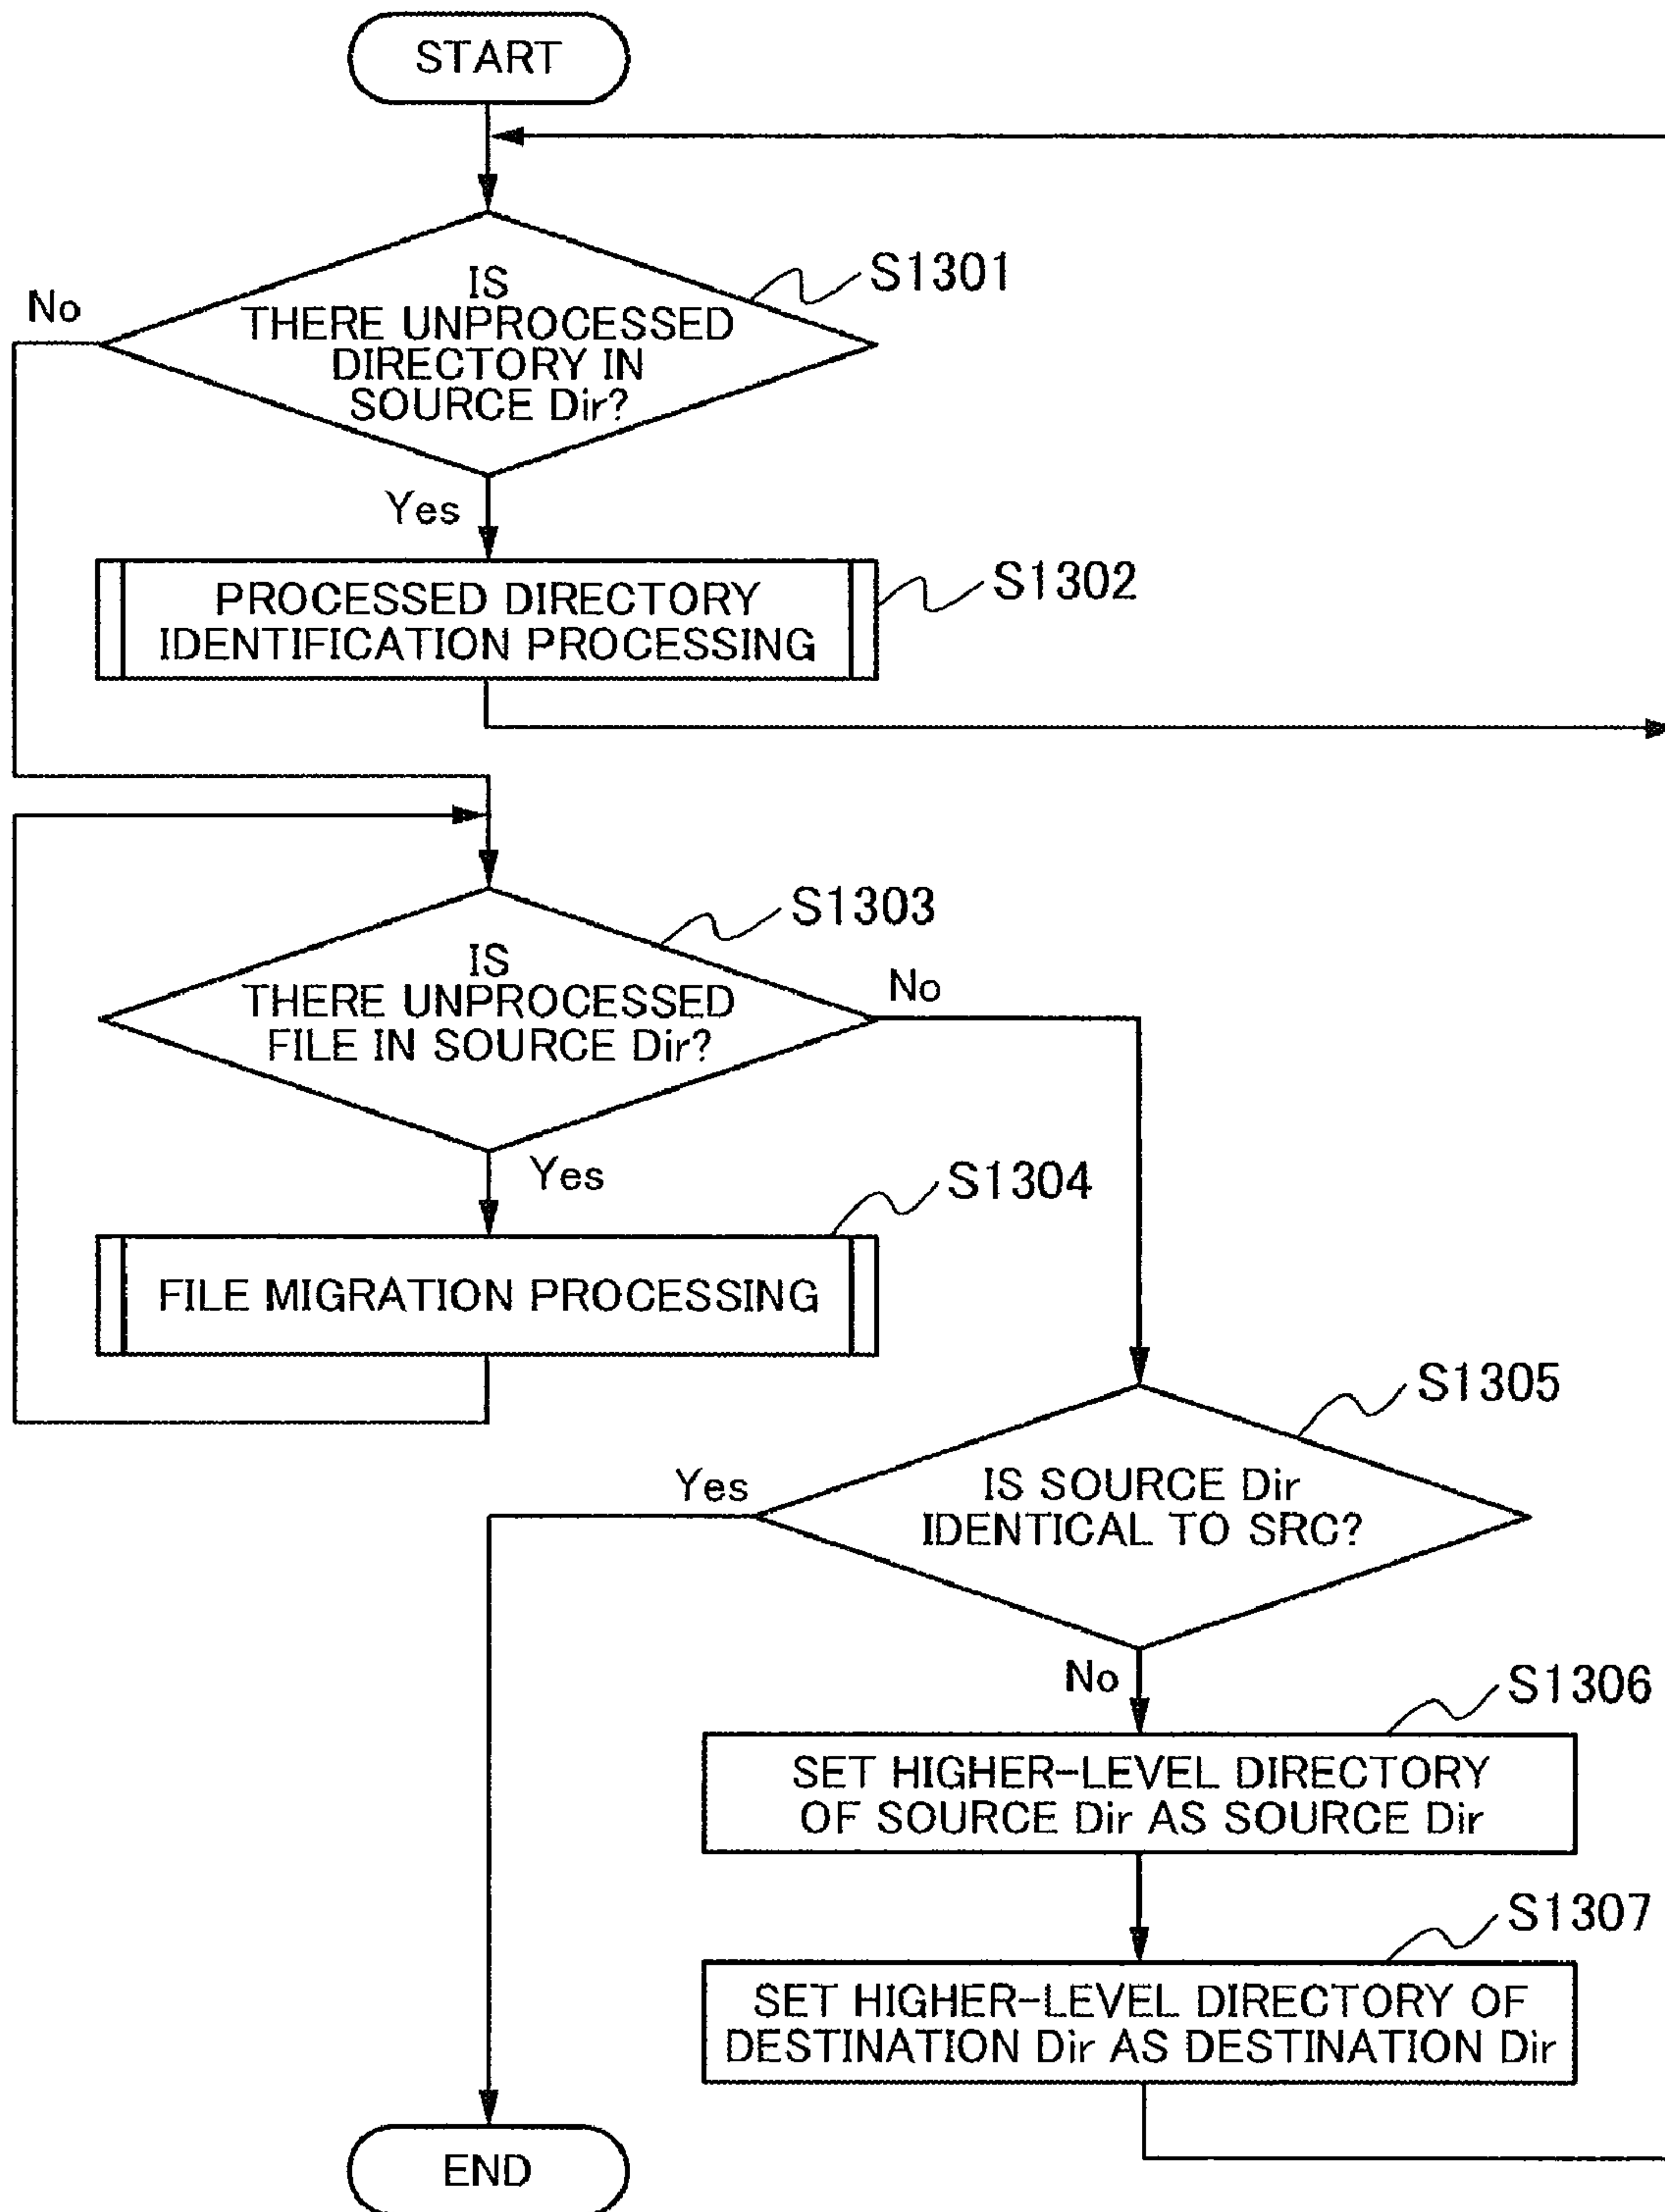 START
S1301
No
IS
THERE UNPROCESSED
DIRECTORY IN
SOURCE Dir?
Yes
S1302
PROCESSED DIRECTORY
IDENTIFICATION PROCESSING
S1303
IS
THERE UNPROCESSED
FILE IN SOURCE Dir?
No
Yes
S1304
FILE MIGRATION PROCESSING
S1305
Yes
IS SOURCE Dir
IDENTICAL TO SRC?
No
S1306
SET HIGHER-LEVEL DIRECTORY
OF SOURCE Dir AS SOURCE Dir
S1307
SET HIGHER-LEVEL DIRECTORY OF
DESTINATION Dir AS DESTINATION Dir
END